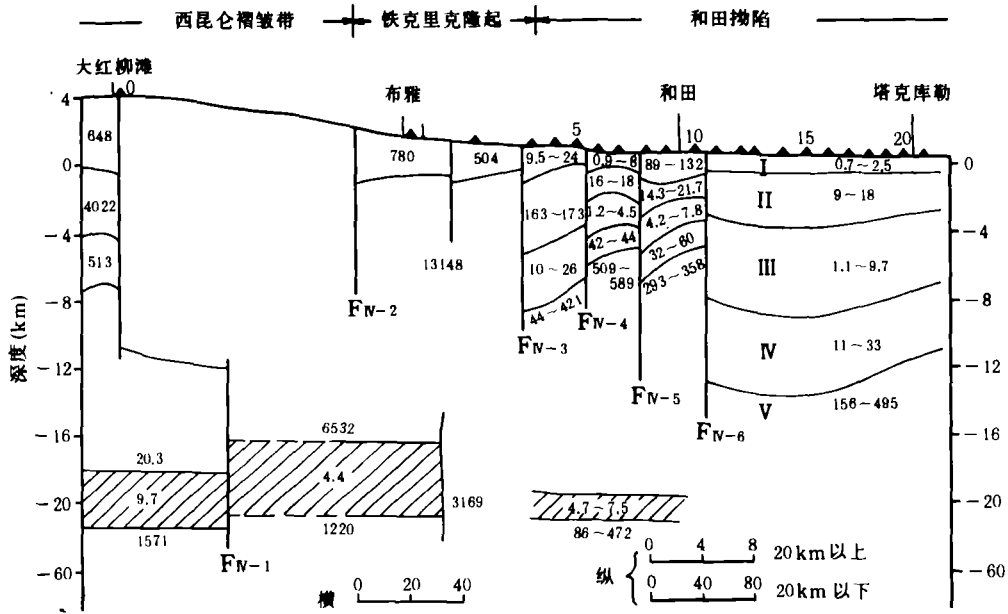 西昆仑褶皱带 铁克里克隆起 和田拗陷
大红柳滩 布雅 和田 塔克库勒
0 5 10 15 20
4 0 -4 -8 -12 -16 -20 -60
深度(km)
0 -4 -8 -12 -16 -20 -60
648 780 504 9.5~24 0.9~6 89~132 I 0.7~2.5
4022 163~173 16~18 14.3~21.7 II 9~18
1.2~4.5 4.2~7.8
513 13148 10~26 42~44 32~60 III 1.1~9.7
44~421 509~589 293~358
FⅣ-2 FⅣ-3 FⅣ-4 IV 11~33
FⅣ-5 FⅣ-6 V 156~495
20.3 6532
9.7 4.4 3169 4.7~7.5
1571 1220 86~472
FⅣ-1
横 0 20 40
纵 0 4 8 20km以上
0 40 80 20km以下